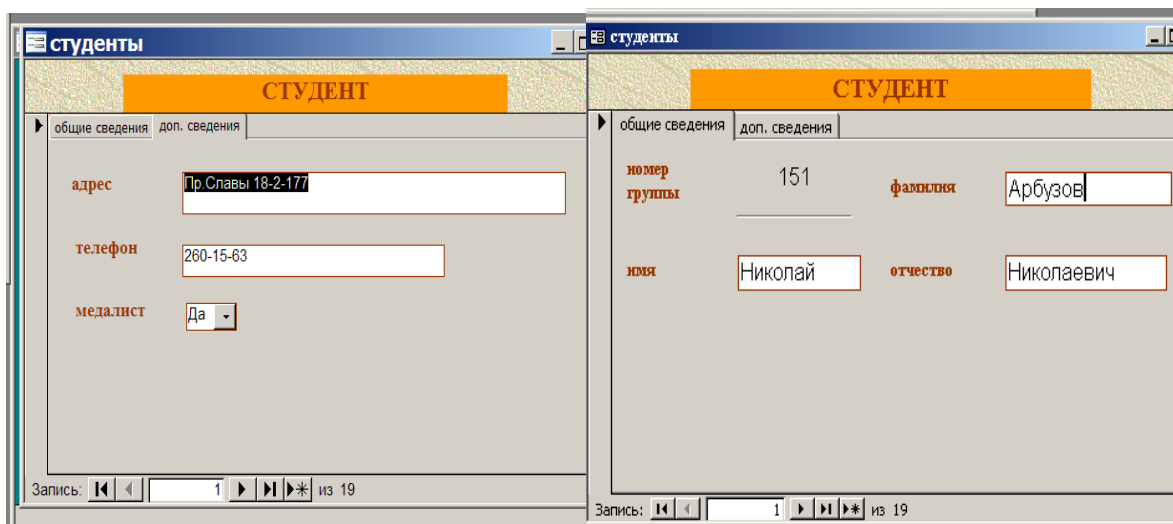 студенты
СТУДЕНТ
общие сведения доп. сведения
адрес Пр.Славы 18-2-177
телефон 260-15-63
медалист Да
Запись: 1 из 19
студенты
СТУДЕНТ
общие сведения доп. сведения
номер группы 151 фамилия Арбузов
имя Николай отчество Николаевич
Запись: 1 из 19